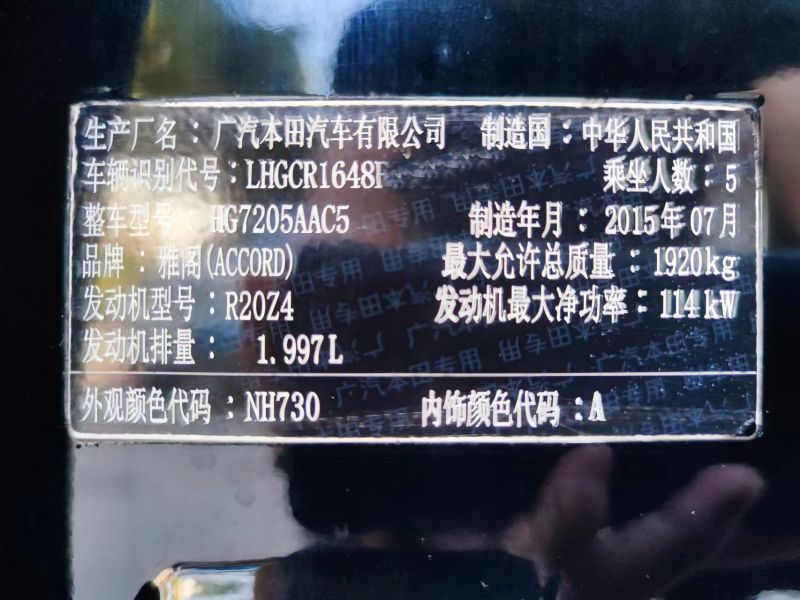 生产厂名：广汽本田汽车有限公司 制造国：中华人民共和国
车辆识别代号：LHGCR1648F 乘坐人数：5
整车型号：HG7205AAC5 制造年月：2015年07月
品牌：雅阁(ACCORD) 最大允许总质量：1920kg
发动机型号：R20Z4 发动机最大净功率：114kW
发动机排量：1.997L
外观颜色代码：NH730 内饰颜色代码：A